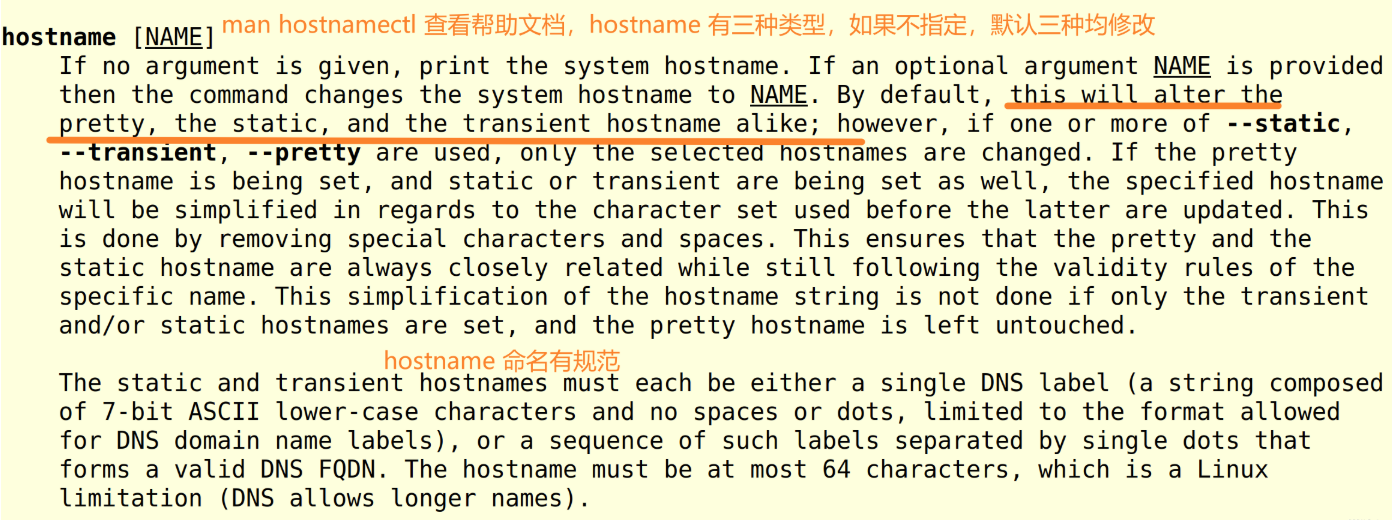 hostname [NAME] man hostnamectl 查看帮助文档，hostname 有三种类型，如果不指定，默认三种均修改
If no argument is given, print the system hostname. If an optional argument NAME is provided
then the command changes the system hostname to NAME. By default, this will alter the
pretty, the static, and the transient hostname alike; however, if one or more of --static,
--transient, --pretty are used, only the selected hostnames are changed. If the pretty
hostname is being set, and static or transient are being set as well, the specified hostname
will be simplified in regards to the character set used before the latter are updated. This
is done by removing special characters and spaces. This ensures that the pretty and the
static hostname are always closely related while still following the validity rules of the
specific name. This simplification of the hostname string is not done if only the transient
and/or static hostnames are set, and the pretty hostname is left untouched.
hostname 命名有规范
The static and transient hostnames must each be either a single DNS label (a string composed
of 7-bit ASCII lower-case characters and no spaces or dots, limited to the format allowed
for DNS domain name labels), or a sequence of such labels separated by single dots that
forms a valid DNS FQDN. The hostname must be at most 64 characters, which is a Linux
limitation (DNS allows longer names).